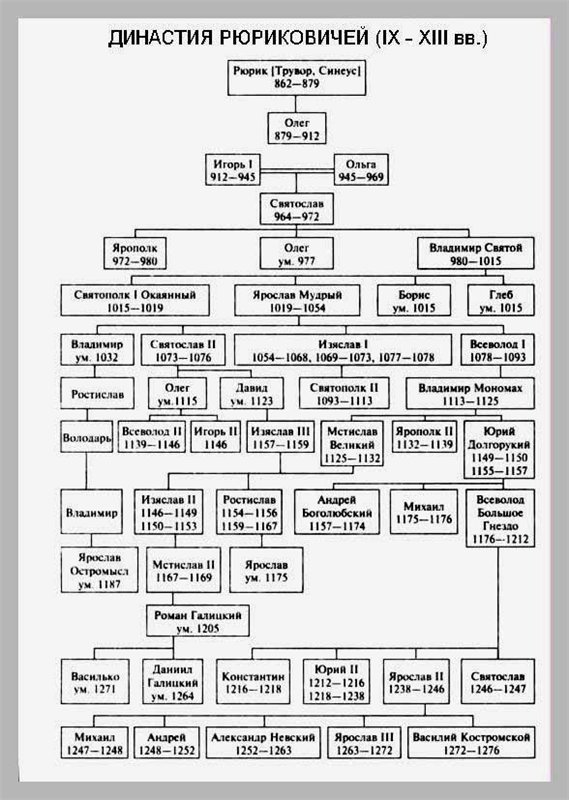 ДИНАСТИЯ РЮРИКОВИЧЕЙ (IX - XIII вв.)
Рюрик [Трувор, Синеус]
862—879
Олег
879—912
Игорь I
912—945
Ольга
945—969
Святослав
964—972
Ярополк
972—980
Олег
ум. 977
Владимир Святой
980—1015
Святополк I Окаянный
1015—1019
Ярослав Мудрый
1019—1054
Борис
ум. 1015
Глеб
ум. 1015
Владимир
ум. 1032
Святослав II
1073—1076
Изяслав I
1054—1068, 1069—1073, 1077—1078
Всеволод I
1078—1093
Ростислав
Олег
ум.1115
Давид
ум. 1123
Святополк II
1093—1113
Владимир Мономах
1113—1125
Володарь
Всеволод II
1139—1146
Игорь II
1146
Изяслав III
1157—1159
Мстислав
Великий
1125—1132
Ярополк II
1132—1139
Юрий
Долгорукий
1149—1150
1155—1157
Владимир
Изяслав II
1146—1149
1150—1153
Ростислав
1154—1156
1159—1167
Андрей
Боголюбский
1157—1174
Михаил
1175—1176
Всеволод
Большое
Гнездо
1176—1212
Ярослав
Остромысл
ум. 1187
Мстислав II
1167—1169
Ярослав
ум. 1175
Роман Галицкий
ум. 1205
Василько
ум. 1271
Даниил
Галицкий
ум. 1264
Константин
1216—1218
Юрий II
1212—1216
1218—1238
Ярослав II
1238—1246
Святослав
1246—1247
Михаил
1247—1248
Андрей
1248—1252
Александр Невский
1252—1263
Ярослав III
1263—1272
Василий Костромской
1272—1276